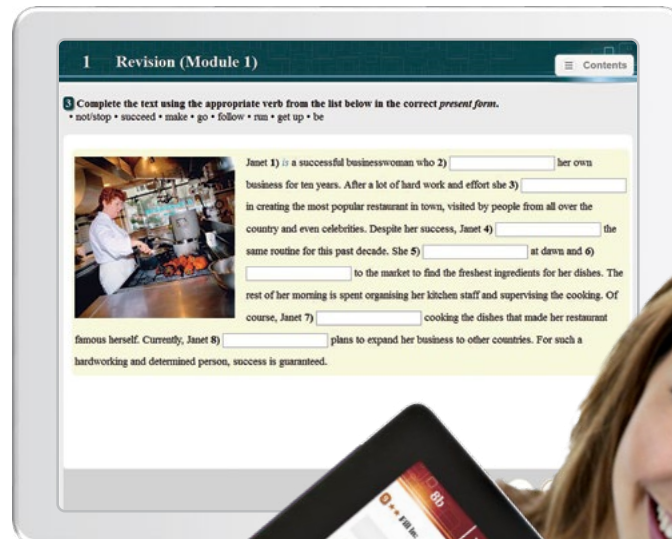 1 Revision (Module 1)
≡ Contents
3 Complete the text using the appropriate verb from the list below in the correct present form.
• not/stop • succeed • make • go • follow • run • get up • be
Janet 1) is a successful businesswoman who 2) her own
business for ten years. After a lot of hard work and effort she 3)
in creating the most popular restaurant in town, visited by people from all over the
country and even celebrities. Despite her success, Janet 4) the
same routine for this past decade. She 5) at dawn and 6)
to the market to find the freshest ingredients for her dishes. The
rest of her morning is spent organising her kitchen staff and supervising the cooking. Of
course, Janet 7) cooking the dishes that made her restaurant
famous herself. Currently, Janet 8) plans to expand her business to other countries. For such a
hardworking and determined person, success is guaranteed.
8b
Fill in: